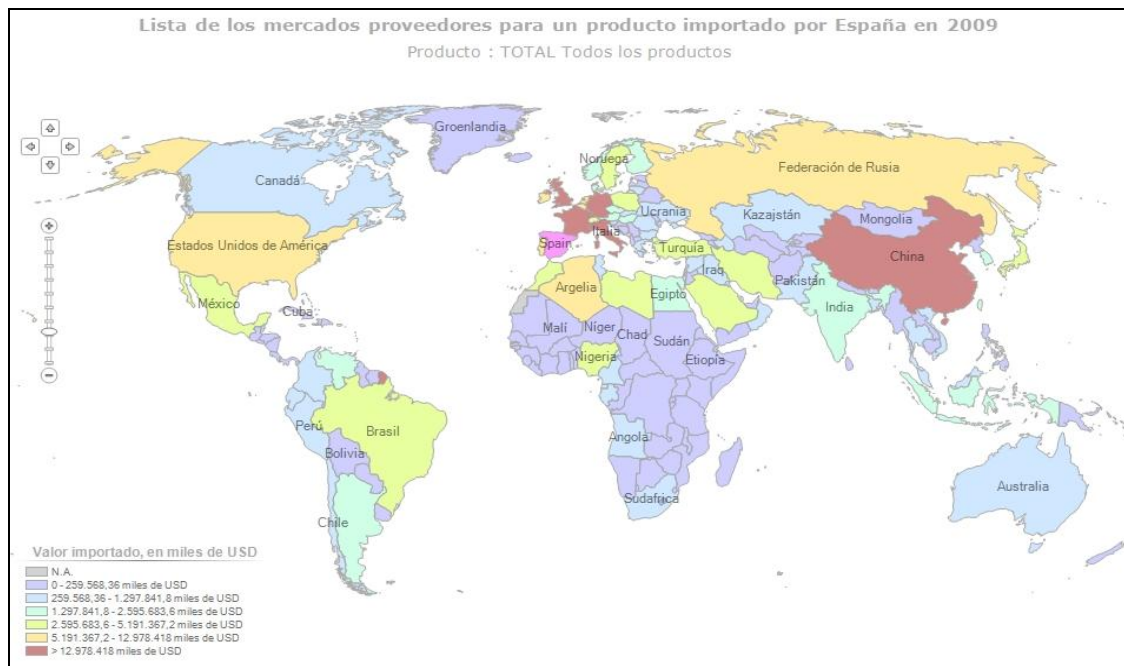 Lista de los mercados proveedores para un producto importado por España en 2009
Producto : TOTAL Todos los productos
Groenlandia
Noruega
Federación de Rusia
Canadá
Ucrania
Kazajstán
Mongolia
Estados Unidos de América
Spain
Italia
Turquía
China
México
Cuba
Argelia
Egipto
Iraq
Pakistán
India
Malí
Níger
Chad
Sudán
Nigeria
Etiopía
Perú
Brasil
Bolivia
Angola
Chile
Sudafrica
Australia
Valor importado, en miles de USD
N.A.
0 - 259.568,36 miles de USD
259.568,36 - 1.297.841,8 miles de USD
1.297.841,8 - 2.595.683,6 miles de USD
2.595.683,6 - 5.191.367,2 miles de USD
5.191.367,2 - 12.978.418 miles de USD
> 12.978.418 miles de USD